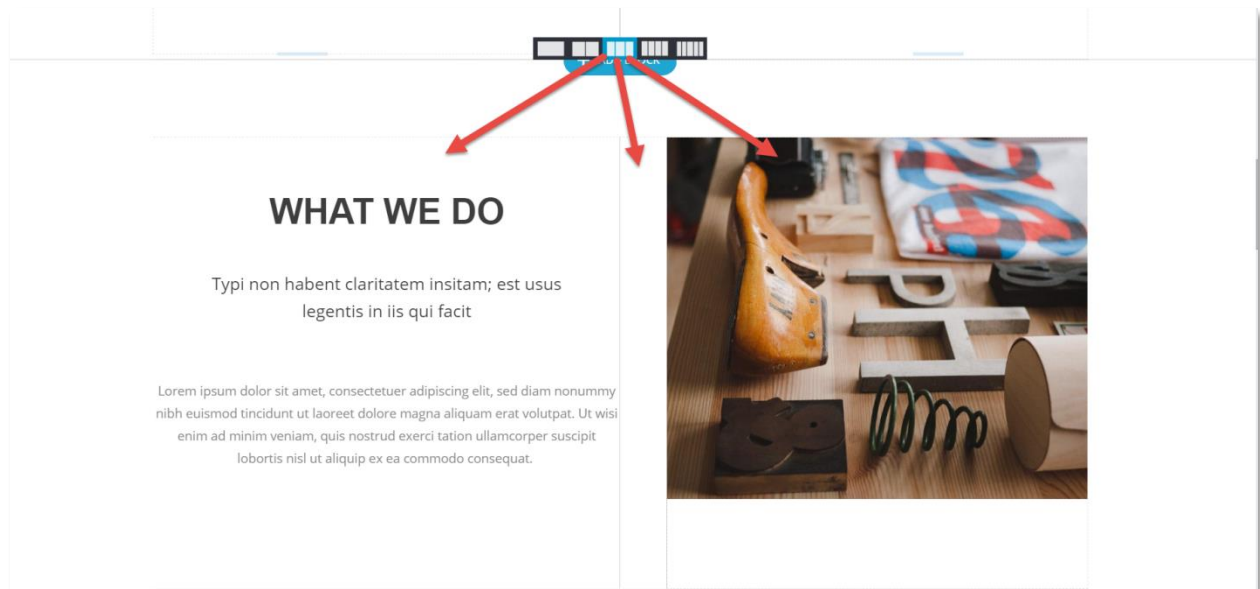 WHAT WE DO
Typi non habent claritatem insitam; est usus
legentis in iis qui facit
Lorem ipsum dolor sit amet, consectetuer adipiscing elit, sed diam nonummy
nibh euismod tincidunt ut laoreet dolore magna aliquam erat volutpat. Ut wisi
enim ad minim veniam, quis nostrud exerci tation ullamcorper suscipit
lobortis nisl ut aliquip ex ea commodo consequat.
P
H